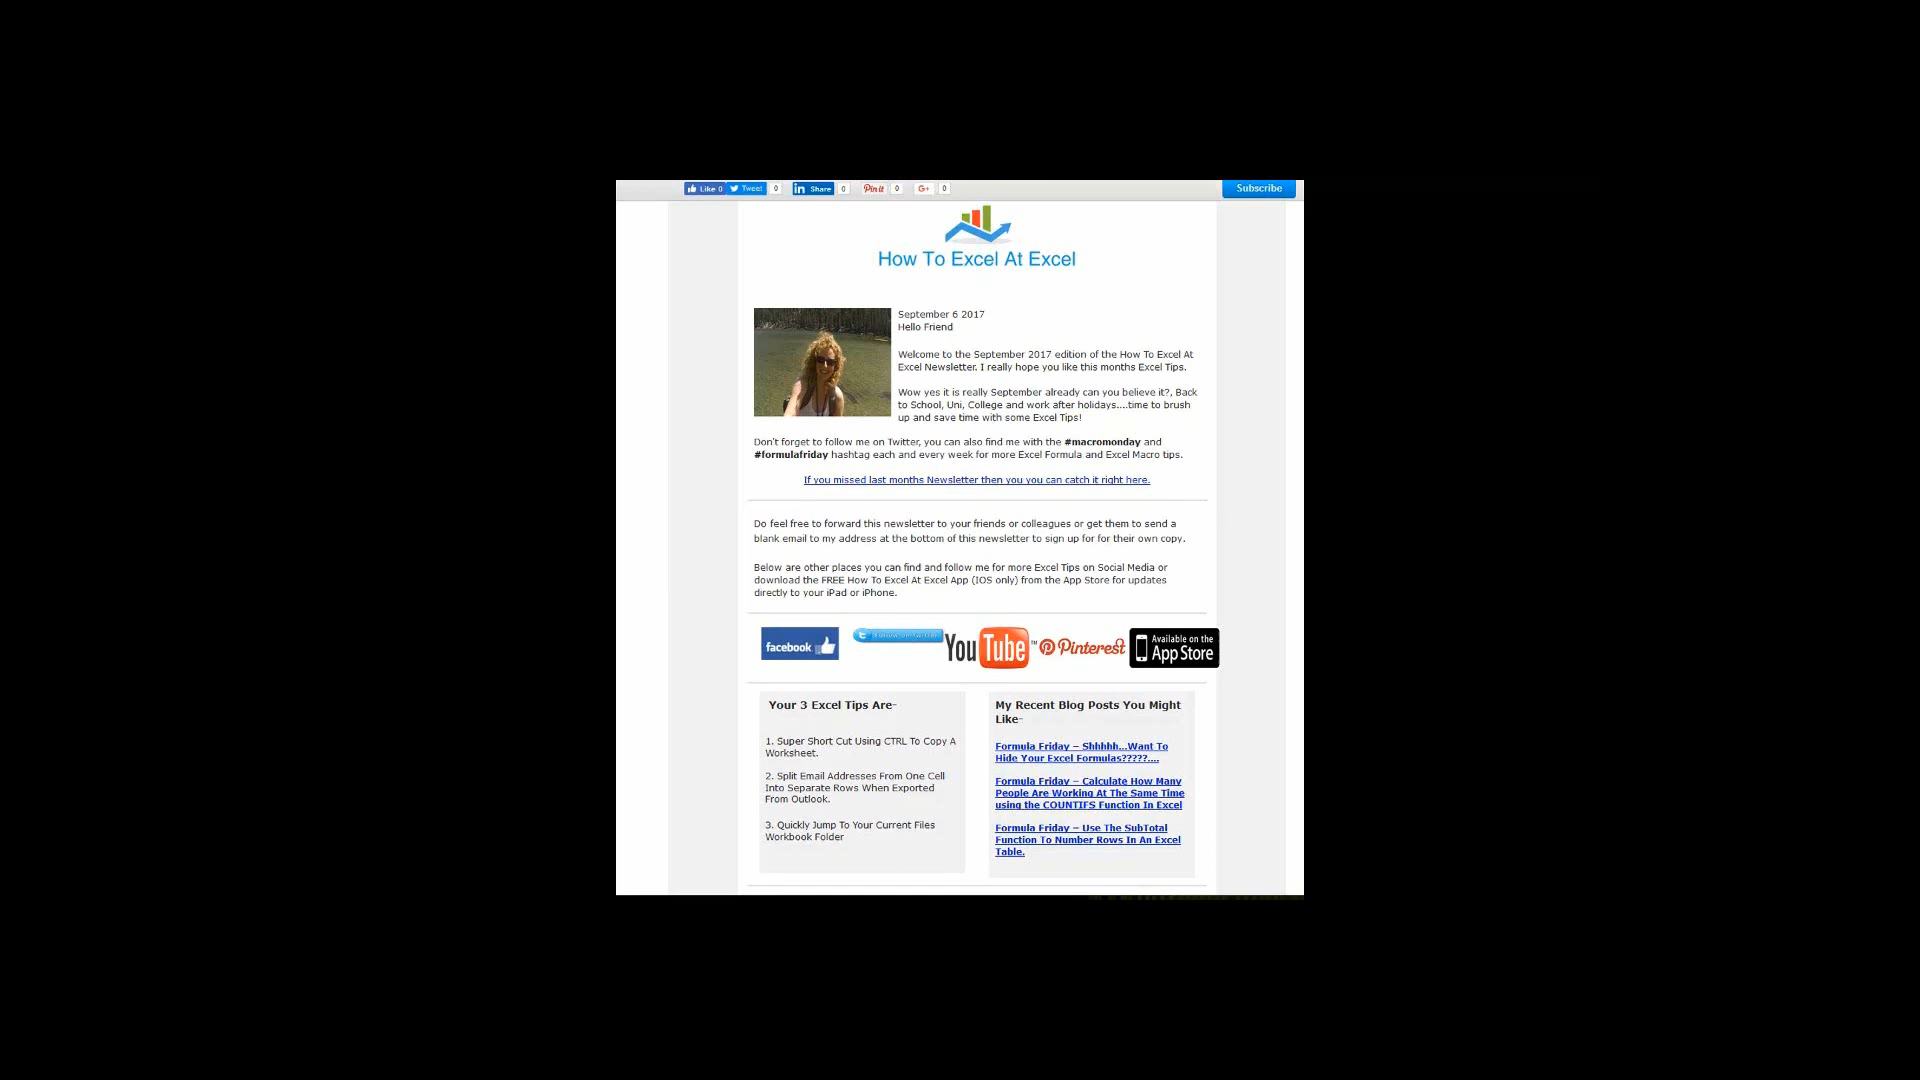 Like 0 Tweet 0 in Share 0 Pin it 0 G+ 0 Subscribe
How To Excel At Excel
September 6 2017
Hello Friend
Welcome to the September 2017 edition of the How To Excel At
Excel Newsletter. I really hope you like this months Excel Tips.
Wow yes it is really September already can you believe it?, Back
to School, Uni, College and work after holidays....time to brush
up and save time with some Excel Tips!
Don't forget to follow me on Twitter, you can also find me with the #macromonday and
#formulafriday hashtag each and every week for more Excel Formula and Excel Macro tips.
If you missed last months Newsletter then you you can catch it right here.
Do feel free to forward this newsletter to your friends or colleagues or get them to send a
blank email to my address at the bottom of this newsletter to sign up for for their own copy.
Below are other places you can find and follow me for more Excel Tips on Social Media or
download the FREE How To Excel At Excel App (IOS only) from the App Store for updates
directly to your iPad or iPhone.
facebook
You Tube ™
Pinterest
Available on the
App Store
Your 3 Excel Tips Are-
1. Super Short Cut Using CTRL To Copy A
Worksheet.
2. Split Email Addresses From One Cell
Into Separate Rows When Exported
From Outlook.
3. Quickly Jump To Your Current Files
Workbook Folder
My Recent Blog Posts You Might
Like-
Formula Friday – Shhhhh...Want To
Hide Your Excel Formulas?????....
Formula Friday – Calculate How Many
People Are Working At The Same Time
using the COUNTIFS Function In Excel
Formula Friday – Use The SubTotal
Function To Number Rows In An Excel
Table.